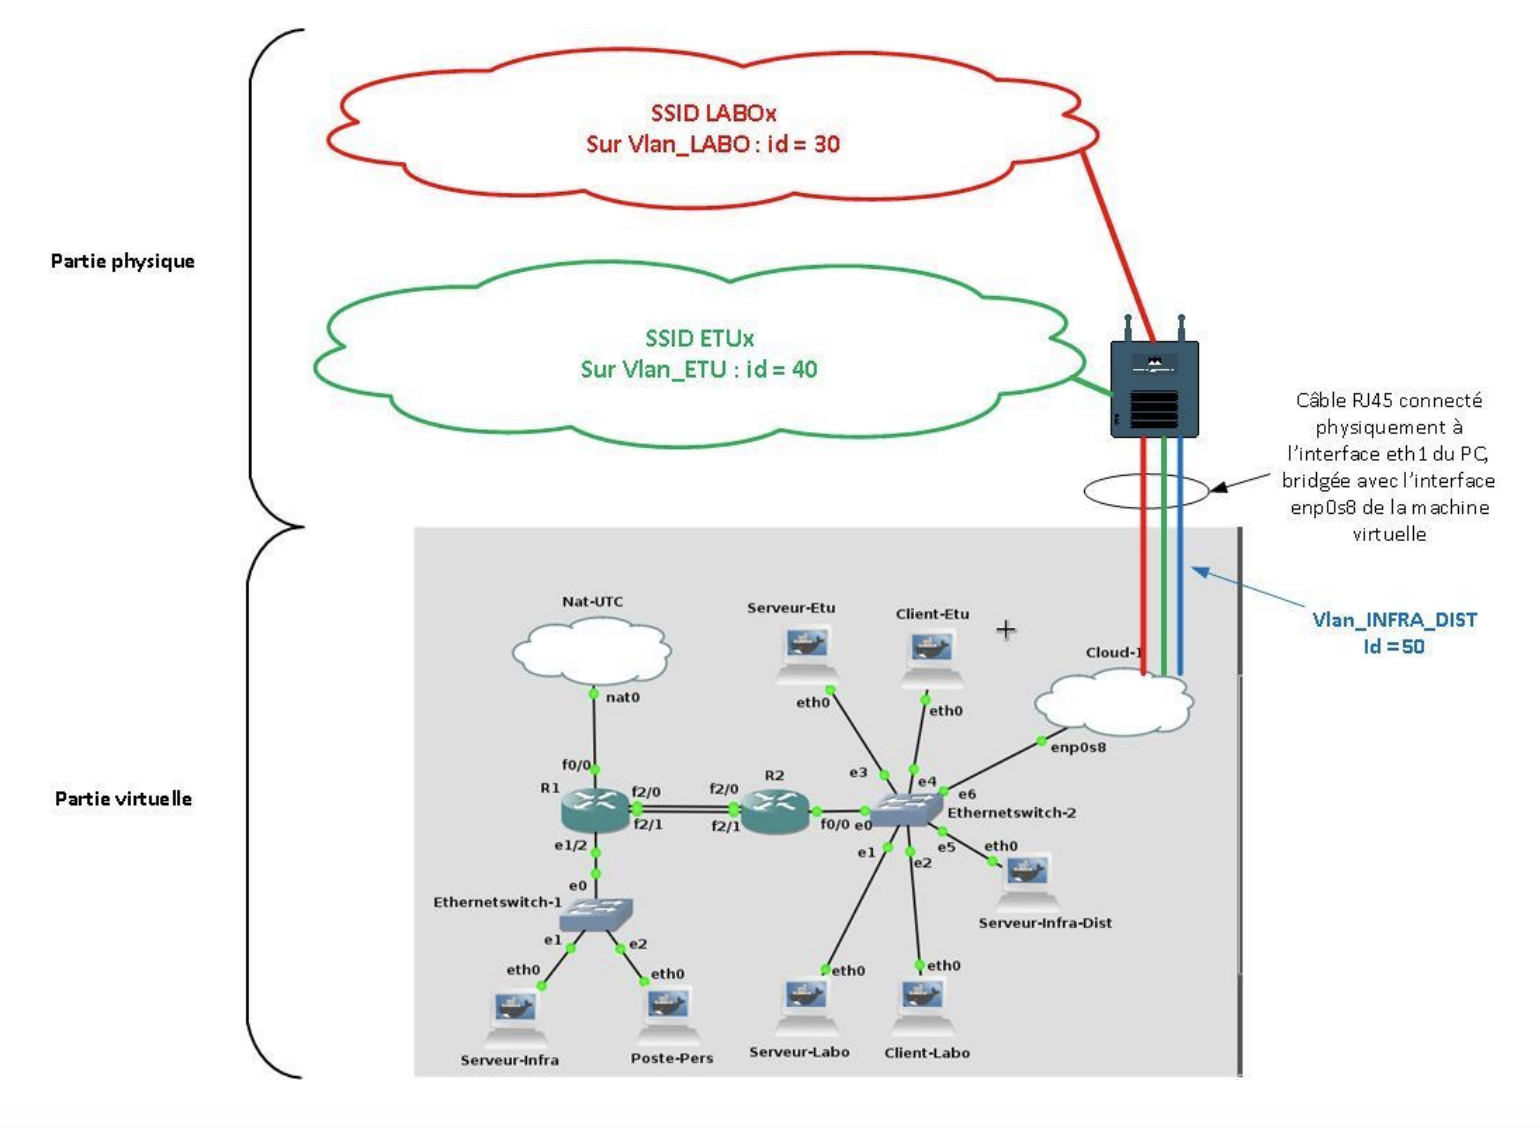 SSID LABOx
Sur Vlan_LABO : id = 30
Partie physique
SSID ETUx
Sur Vlan_ETU : id = 40
Câble RJ45 connecté
physiquement à
l'interface eth1 du PC,
bridgée avec l'interface
enp0s8 de la machine
virtuelle
Vlan_INFRA_DIST
Id =50
Partie virtuelle
Nat-UTC
nat0
Serveur-Etu
eth0
Client-Etu
eth0
Cloud-1
enp0s8
f0/0
R1
f2/0
f2/1
f2/0
f2/1
R2
f0/0
e0
e3
e4
e6
Ethernetswitch-2
e1
e2
e5
eth0
Serveur-Infra-Dist
e1/2
e0
Ethernetswitch-1
e1
e2
eth0
eth0
Serveur-Infra
Poste-Pers
eth0
Serveur-Labo
eth0
Client-Labo